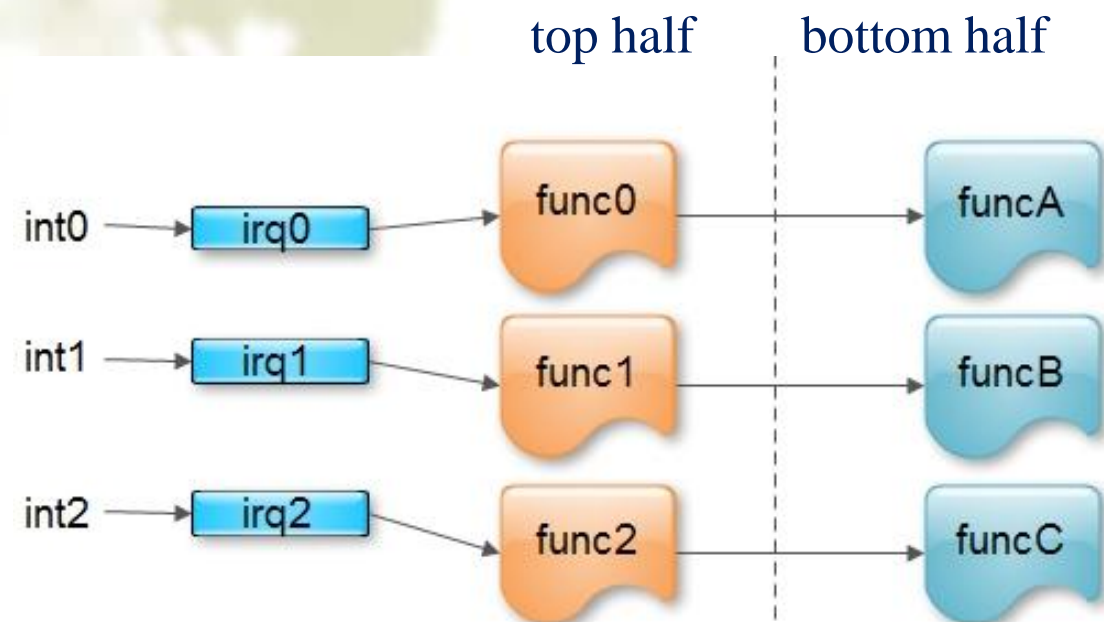 top half bottom half
int0 irq0 func0 funcA
int1 irq1 func1 funcB
int2 irq2 func2 funcC